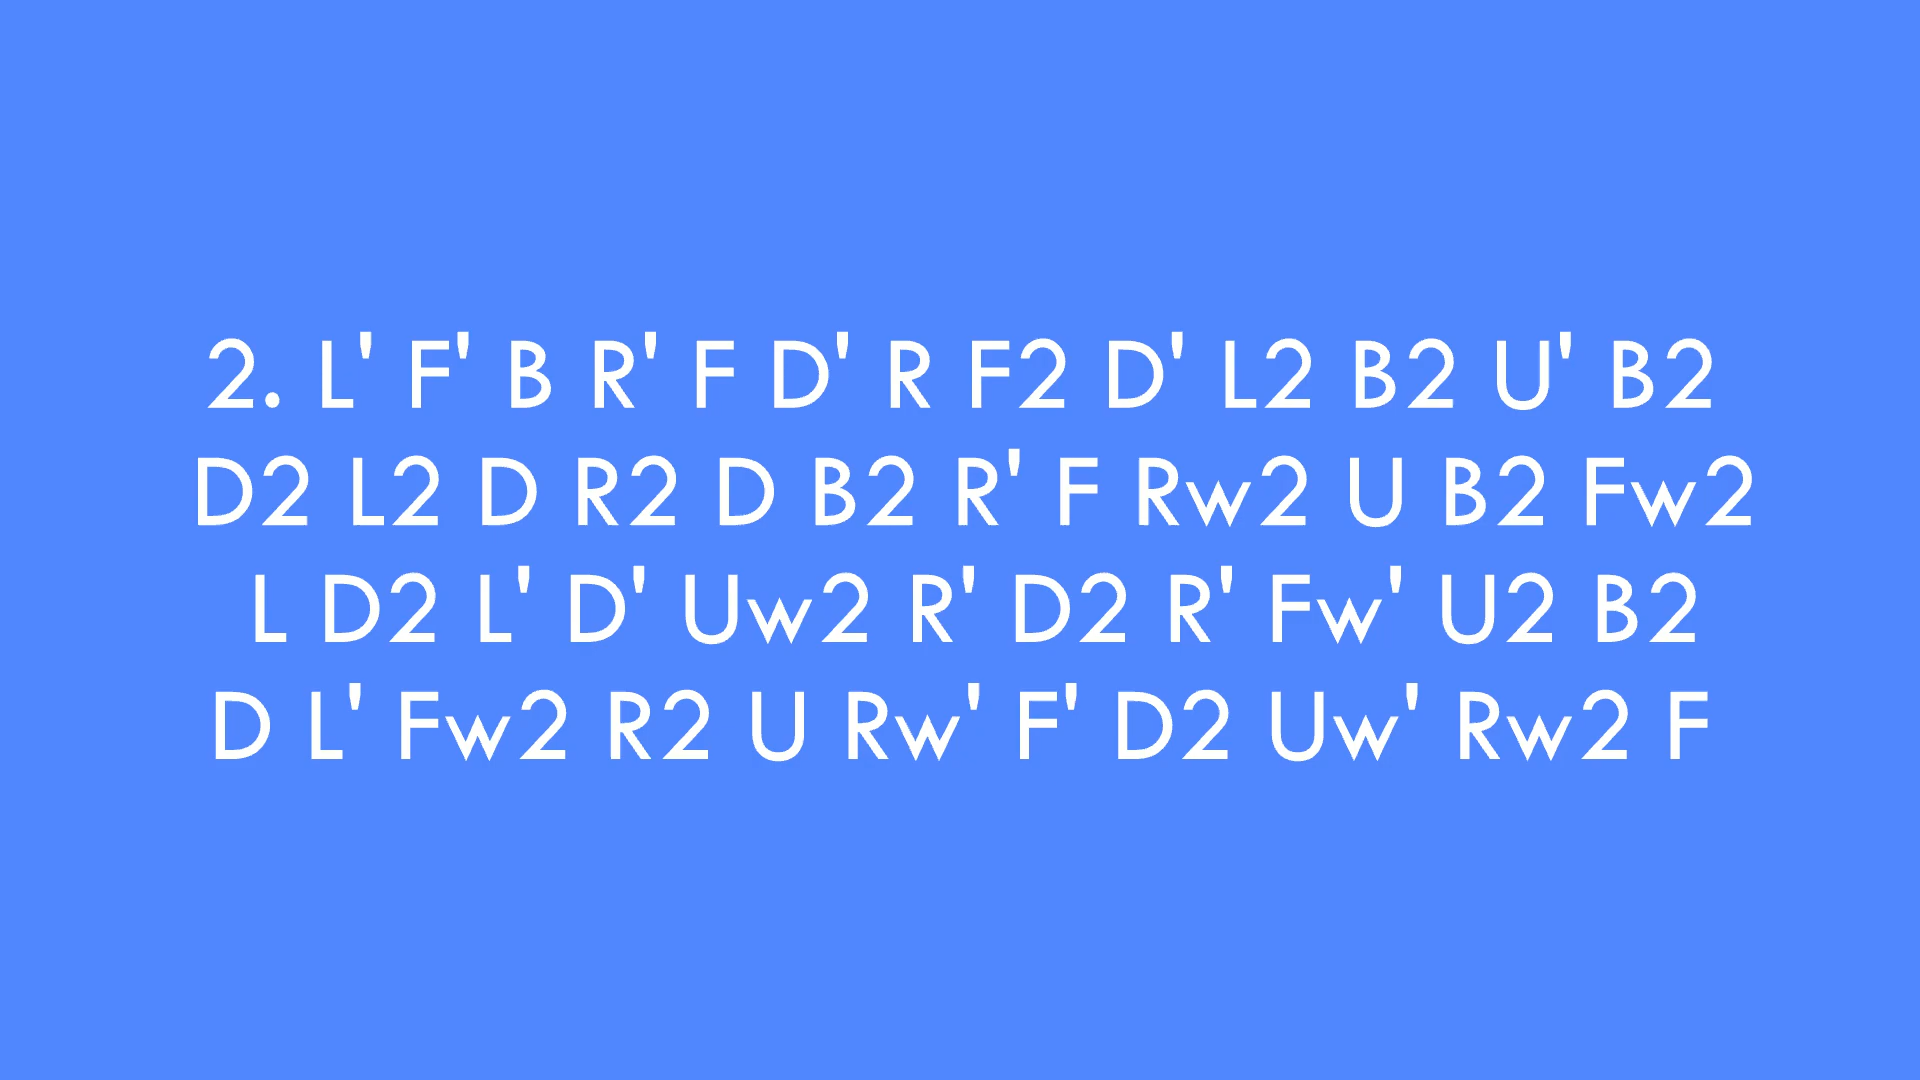 2. L' F' B R' F D' R F2 D' L2 B2 U' B2
D2 L2 D R2 D B2 R' F Rw2 U B2 Fw2
L D2 L' D' Uw2 R' D2 R' Fw' U2 B2
D L' Fw2 R2 U Rw' F' D2 Uw' Rw2 F